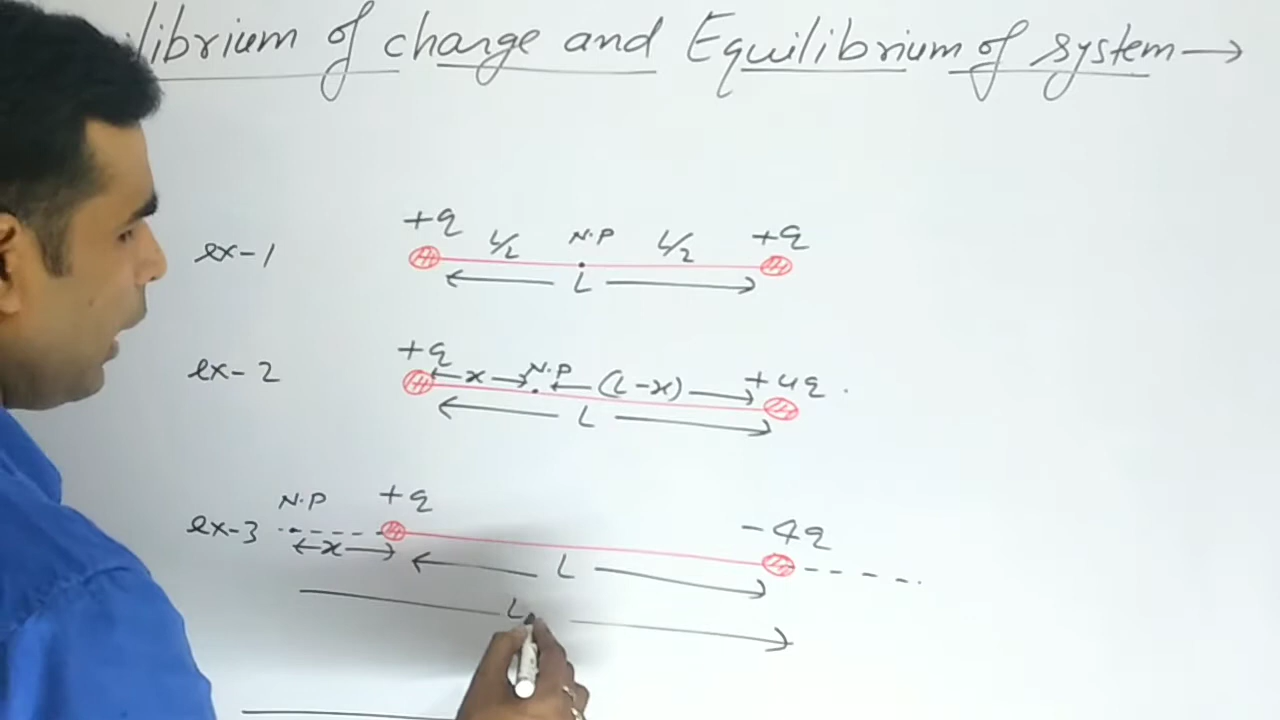 librium of charge and Equilibrium of system →
ex-1 +q L/2 N.P L/2 +q
L
ex-2 +q x N.P (L-x) +4q
L
ex-3 N.P +q -4q
x L
L